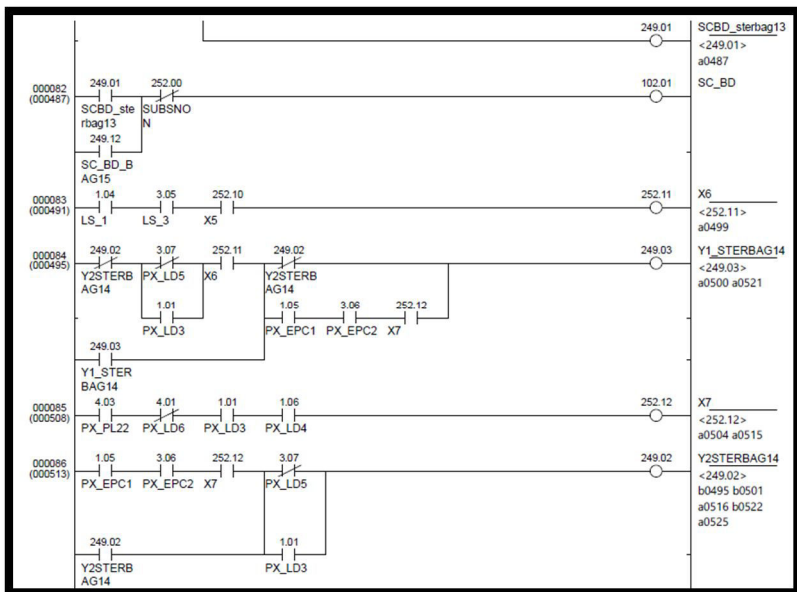 249.01 SCBD_sterbag13
<249.01>
a0487
000082 249.01 252.00 102.01 SC_BD
(000487)
SCBD_ste SUBSNO
rbag13 N
249.12
SC_BD_B
AG15
000083 1.04 3.05 252.10 252.11 X6
(000491) <252.11>
LS_1 LS_3 X5 a0499
000084 249.02 3.07 252.11 249.02 249.03 Y1_STERBAG14
(000495) <249.03>
Y2STERB PX_LD5 X6 Y2STERB a0500 a0521
AG14 AG14
1.01 1.05 3.06 252.12
PX_LD3 PX_EPC1 PX_EPC2 X7
249.03
Y1_STER
BAG14
000085 4.03 4.01 1.01 1.06 252.12 X7
(000508) <252.12>
PX_PL22 PX_LD6 PX_LD3 PX_LD4 a0504 a0515
000086 1.05 3.06 252.12 3.07 249.02 Y2STERBAG14
(000513) <249.02>
PX_EPC1 PX_EPC2 X7 PX_LD5 b0495 b0501
a0516 b0522
a0525
249.02 1.01
Y2STERB PX_LD3
AG14